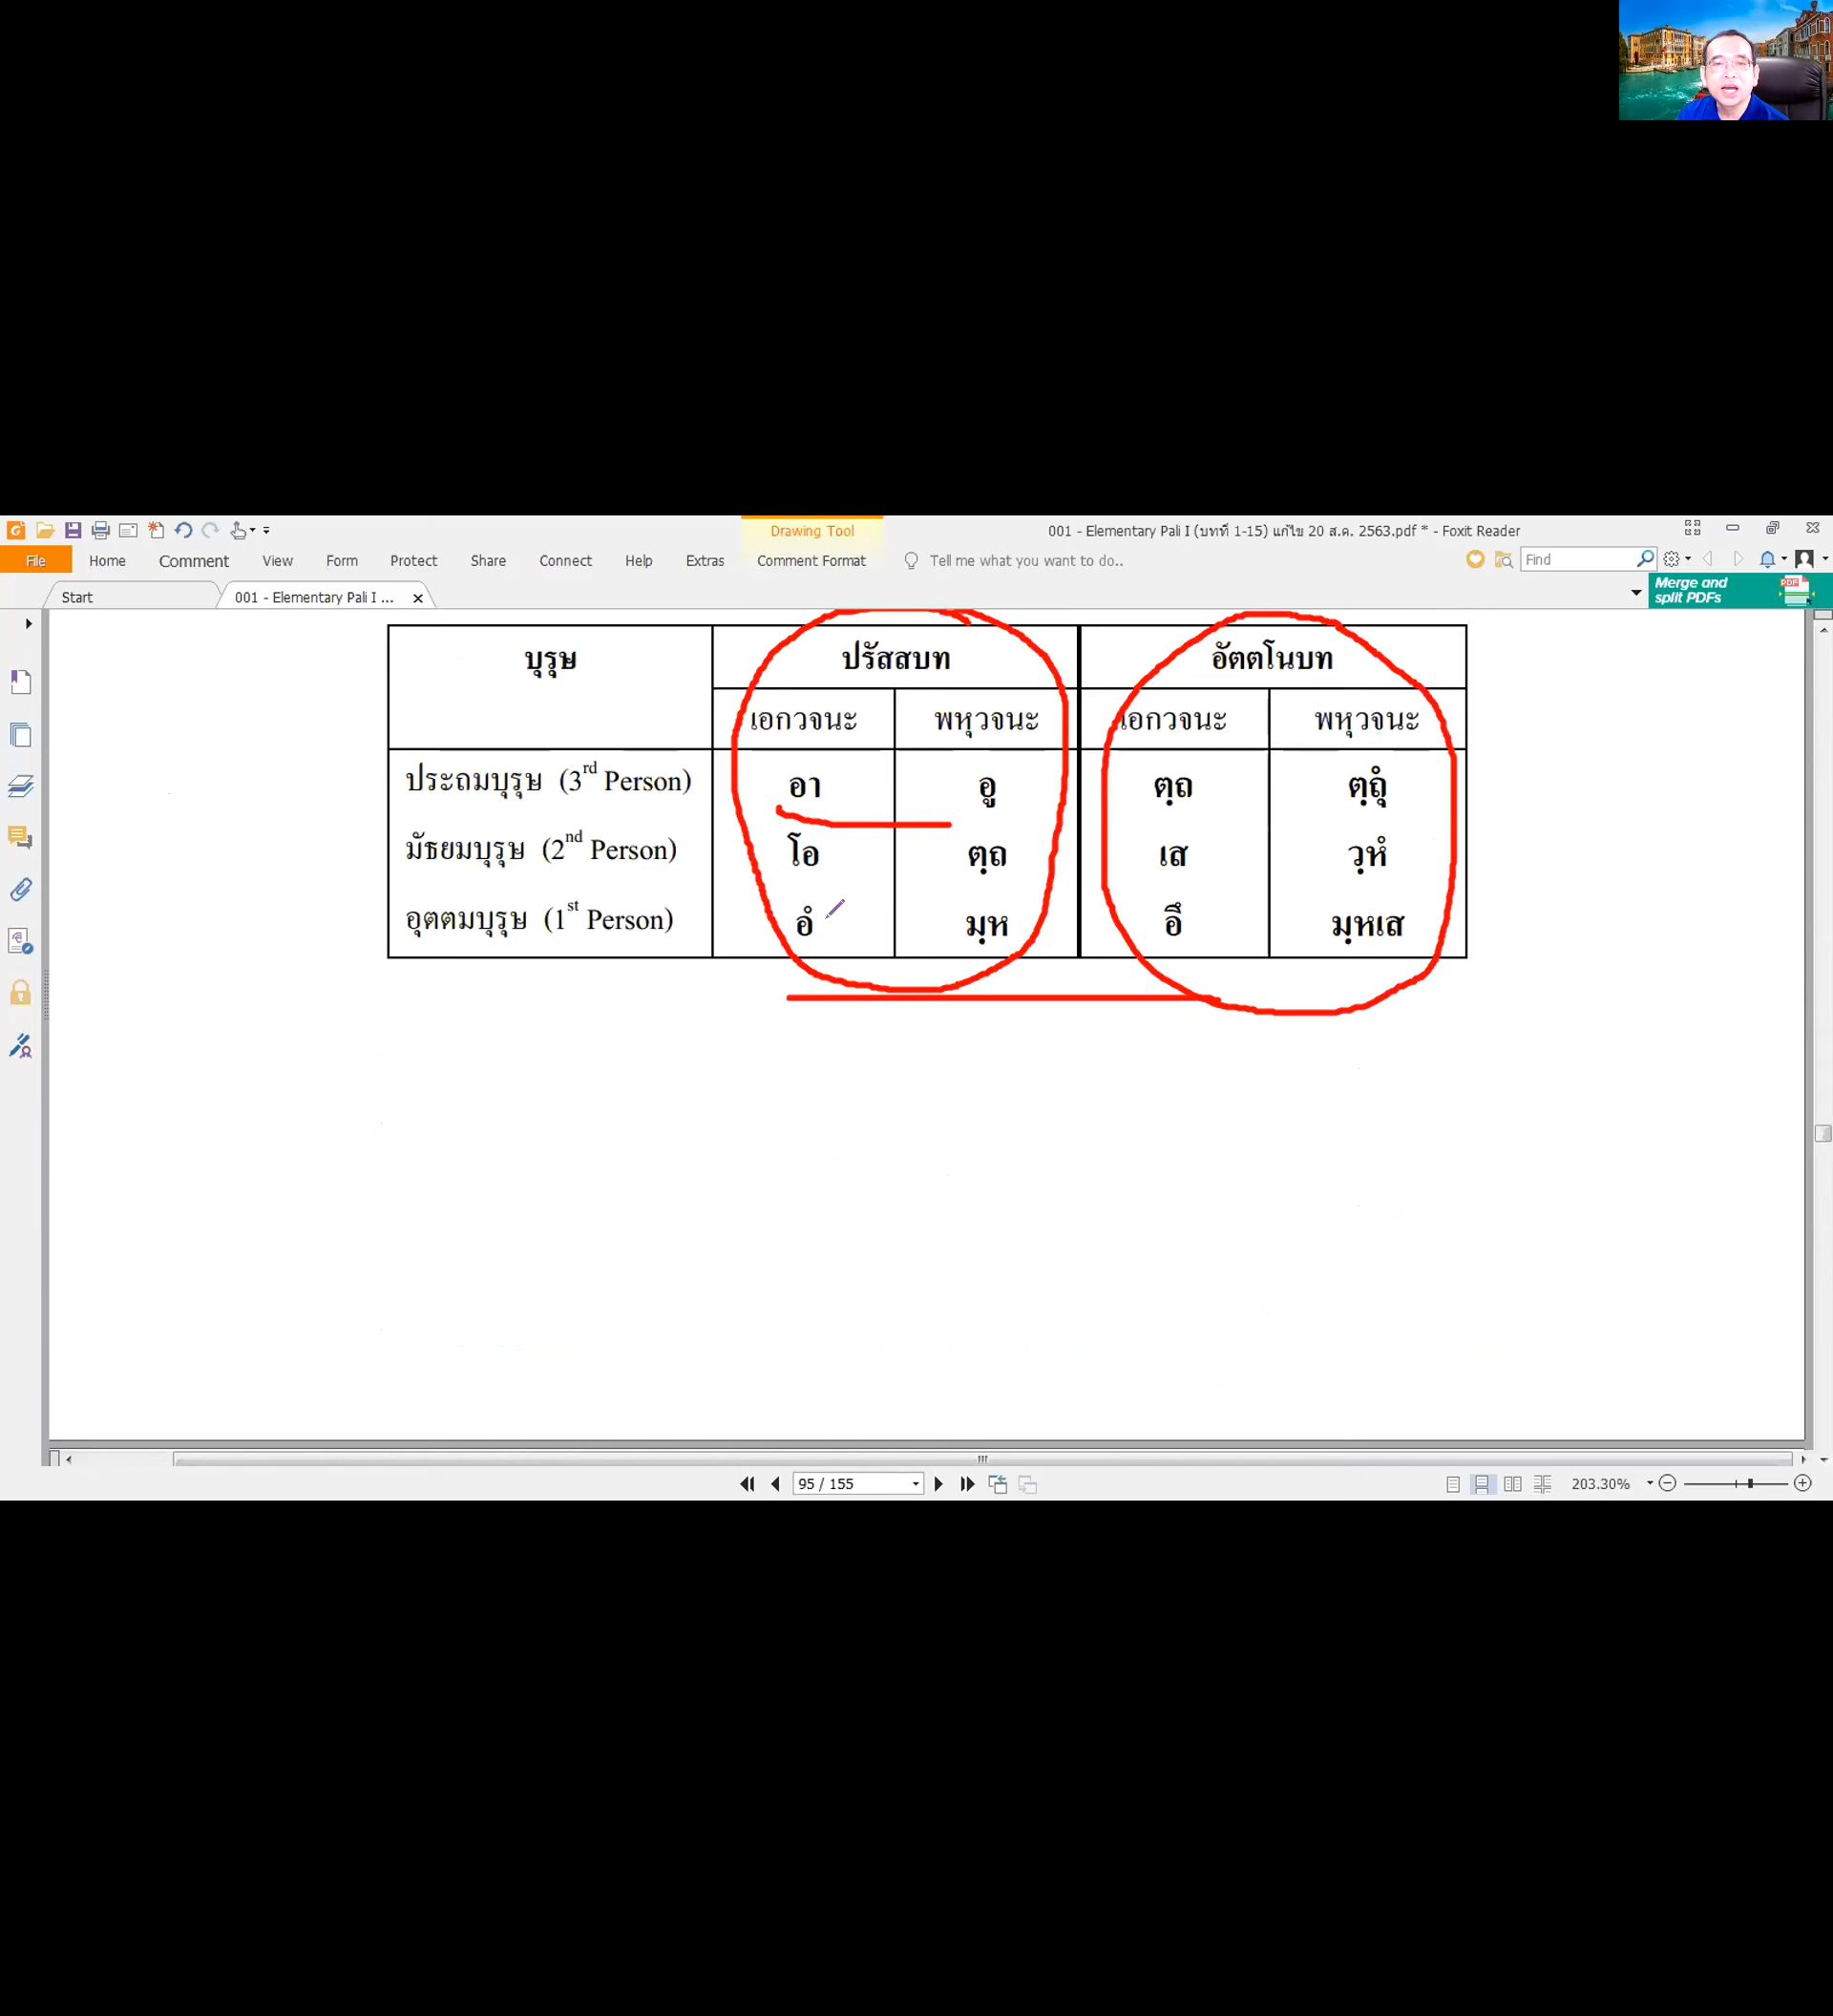 Drawing Tool
001 - Elementary Pali I (บทที่ 1-15) แก้ไข 20 ส.ค. 2563.pdf * - Foxit Reader
File Home Comment View Form Protect Share Connect Help Extras Comment Format Tell me what you want to do.. Find
Start 001 - Elementary Pali I ... Merge and split PDFs
บุรุษ ปรัสสบท อัตตโนบท
เอกวจนะ พหุวจนะ เอกวจนะ พหุวจนะ
ประถมบุรุษ (3rd Person) อา อู ตฺถ ตฺถุํ
มัธยมบุรุษ (2nd Person) โอ ตฺถ เส วฺหํ
อุตตมบุรุษ (1st Person) อํ มฺห อึ มฺหเส
95 / 155 203.30%